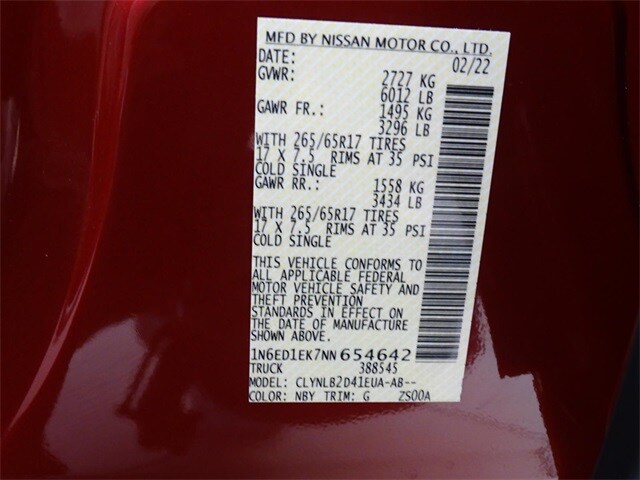 MFD BY NISSAN MOTOR CO., LTD.
DATE: 02/22
GVWR: 2727 KG
6012 LB
GAWR FR.: 1495 KG
3296 LB
WITH 265/65R17 TIRES
17 X 7.5 RIMS AT 35 PSI
COLD SINGLE
GAWR RR.: 1558 KG
3434 LB
WITH 265/65R17 TIRES
17 X 7.5 RIMS AT 35 PSI
COLD SINGLE
THIS VEHICLE CONFORMS TO
ALL APPLICABLE FEDERAL
MOTOR VEHICLE SAFETY AND
THEFT PREVENTION
STANDARDS IN EFFECT ON
THE DATE OF MANUFACTURE
SHOWN ABOVE.
1N6ED1EK7NN654642
TRUCK 388545
MODEL: CLYNLB2D41EUA-AB--
COLOR: NBY TRIM: G ZS00A